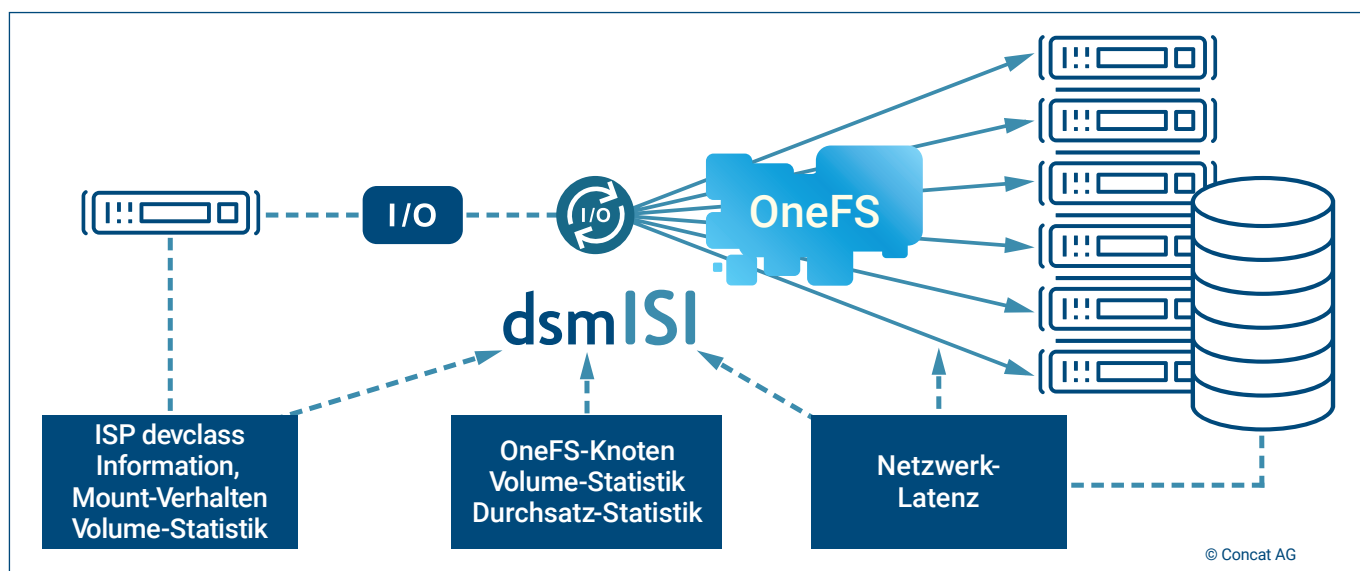 I/O
I/O
OneFS
dsmISI
ISP devclass
Information,
Mount-Verhalten
Volume-Statistik
OneFS-Knoten
Volume-Statistik
Durchsatz-Statistik
Netzwerk-
Latenz
© Concat AG